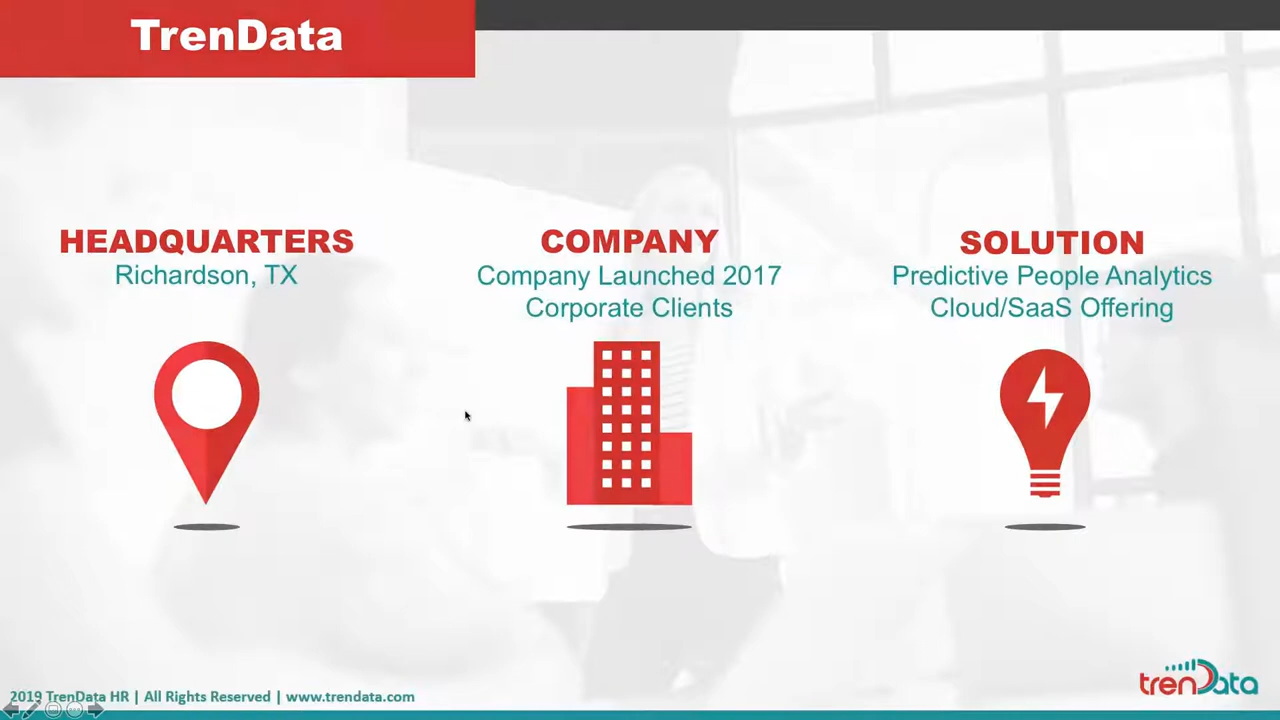 TrenData
HEADQUARTERS
Richardson, TX
COMPANY
Company Launched 2017
Corporate Clients
SOLUTION
Predictive People Analytics
Cloud/SaaS Offering
2019 TrenData HR | All Rights Reserved | www.trendata.com
trenData